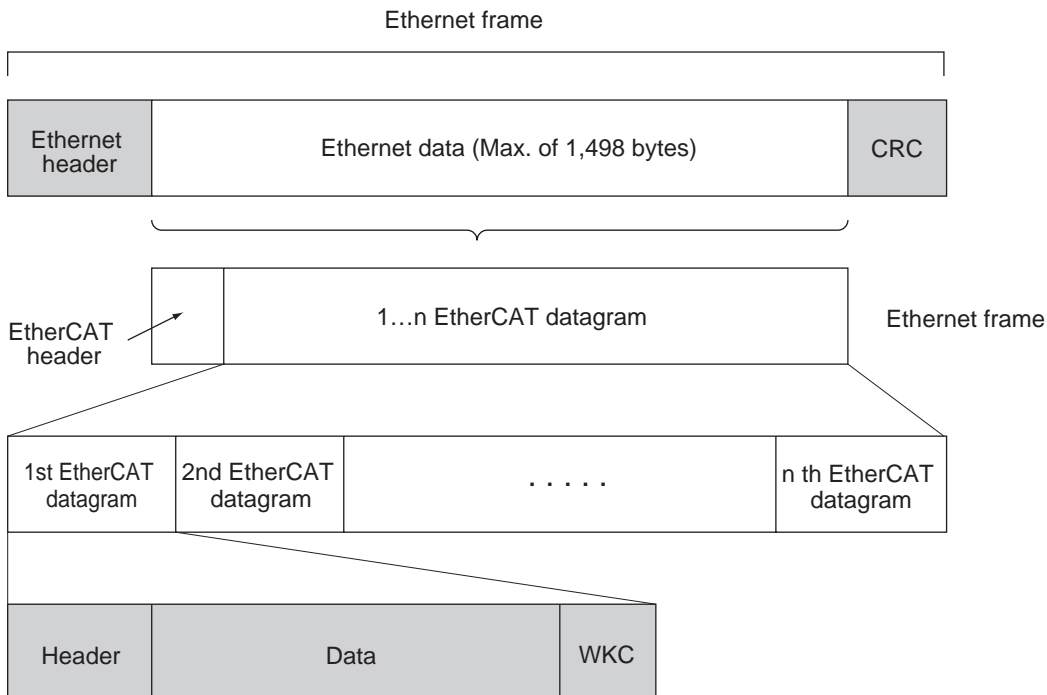 Ethernet frame
Ethernet
header
Ethernet data (Max. of 1,498 bytes)
CRC
EtherCAT
header
1…n EtherCAT datagram
Ethernet frame
1st EtherCAT
datagram
2nd EtherCAT
datagram
. . . . .
n th EtherCAT
datagram
Header
Data
WKC